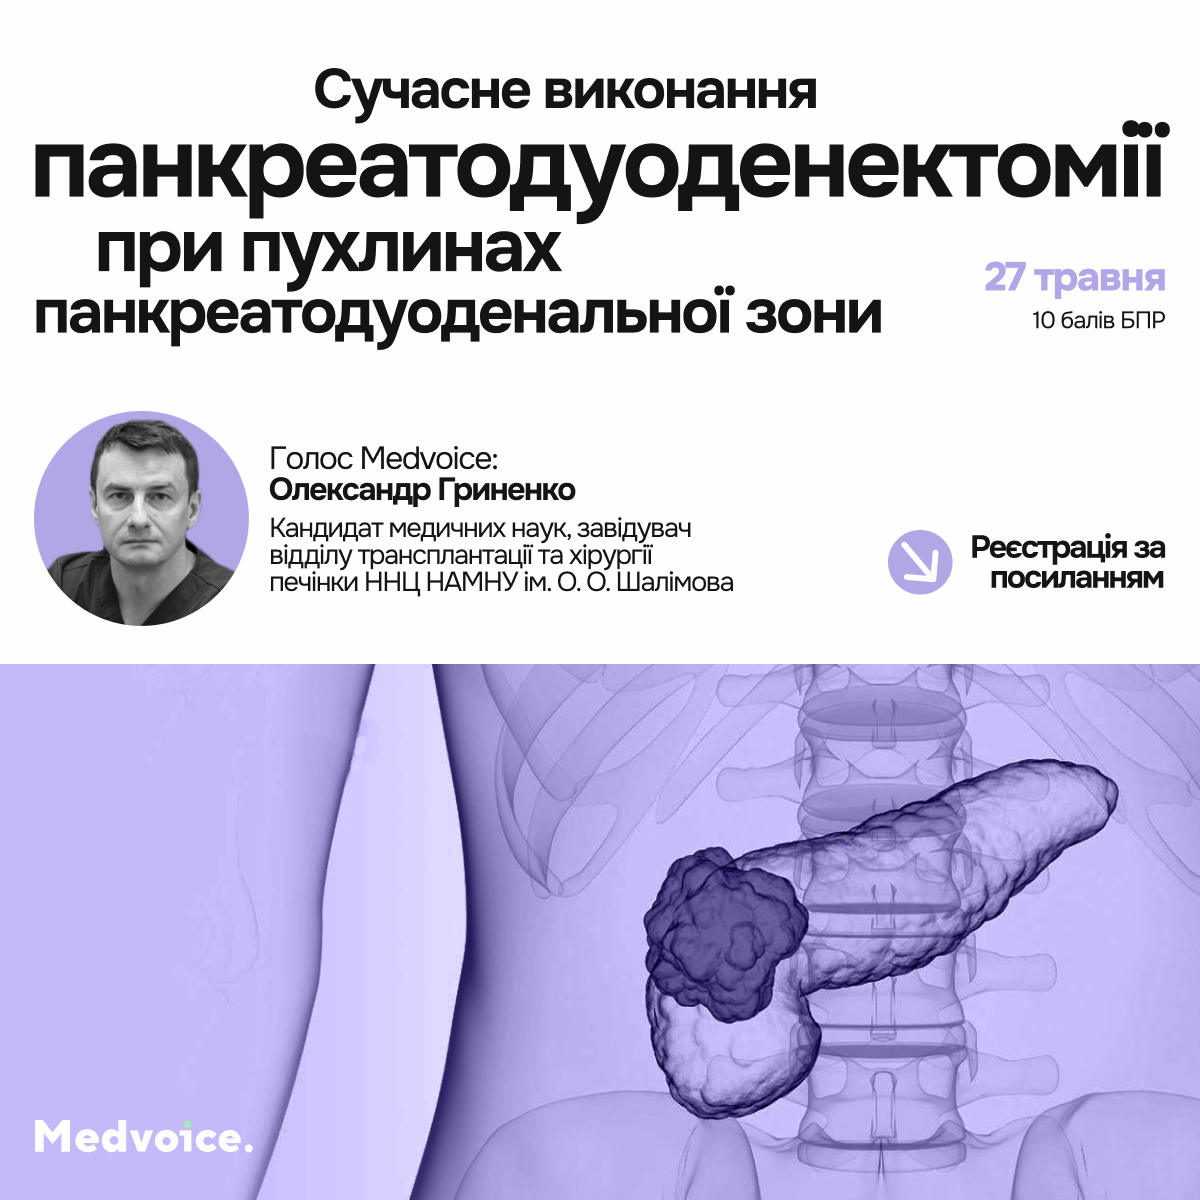 Сучасне виконання
панкреатодуоденектомії
при пухлинах
панкреатодуоденальної зони
27 травня
10 балів БПР
Голос Medvoice:
Олександр Гриненко
Кандидат медичних наук, завідувач
відділу трансплантації та хірургії
печінки ННЦ НАМНУ ім. О. О. Шалімова
Реєстрація за
посиланням
Medvoice.